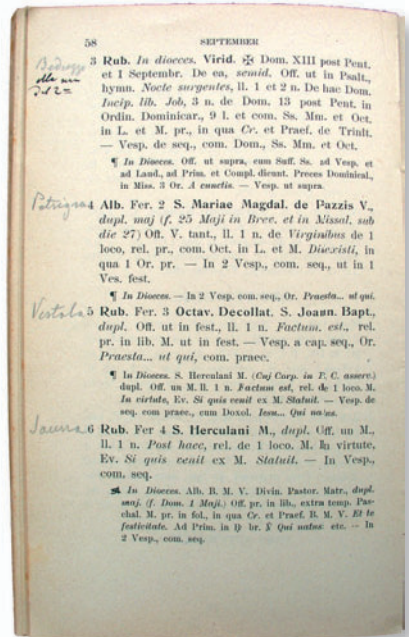 58 SEPTEMBER
3 Rub. In dioeces. Virid. ✠ Dom. XIII post Pent.
et I Septembr. De ea, semid. Off. ut in Psalt.,
hymn. Nocte surgentes, ll. 1 et 2 n. De hac Dom.
Incip. lib. Job, 3 n. de Dom. 13 post Pent. in
Ordin. Dominicar., 9 l. et com. Ss. Mm. et Oct.
in L. et M. pr., in qua Cr. et Praef. de Trinit.
— Vesp. de seq., com. Dom., Ss. Mm. et Oct.
¶ In Dioeces. Off. ut supra, cum Suff. Ss. ad Vesp. et
ad Laud., ad Prim. et Compl. dicunt. Preces Dominical.,
in Miss. 3 Or. A cunctis. — Vesp. ut supra.
4 Alb. Fer. 2 S. Mariae Magdal. de Pazzis V.,
dupl. maj (f. 25 Maji in Brev. et in Missal. sub
die 27) Off. V. tant., ll. 1 n. de Virginibus de 1
loco, rel. pr., com. Oct. in L. et M. Dilexisti, in
qua 1 Or. pr. — In 2 Vesp., com. seq., ut in 1
Ves. fest.
¶ In Dioeces. — In 2 Vesp. com. seq., Or. Praesta... ut qui.
Vestola 5 Rub. Fer. 3 Octav. Decollat. S. Joann. Bapt.,
dupl. Off. ut in fest., ll. 1 n. Factum est., rel.
pr. in lib. M. ut in fest. — Vesp. a cap. seq., Or.
Praesta... ut qui, com. praec.
¶ In Dioeces. S. Herculani M. (Cuj Corp. in P. C. asserv.)
dupl. Off. un M. ll. 1 n. Factum est, rel. de 1 loco. M.
In virtute, Ev. Si quis venit ex M. Statuit. — Vesp. de
seq. com praec., cum Doxol. Iesu... Qui natus.
6 Rub. Fer 4 S. Herculani M., dupl. Off. un M.,
ll. 1 n. Post haec, rel. de 1 loco. M. In virtute,
Ev. Si quis venit ex M. Statuit. — In Vesp.,
com. seq.
In Dioeces. Alb. B. M. V. Divin. Pastor. Matr., dupl.
maj. (f. Dom. 1 Maji.) Off. pr. in lib., extra temp. Pas-
chal. M. pr. in fol., in qua Cr. et Praef. B. M. V. Et te
festivitate. Ad Prim. in ℟ br. ℣ Qui natus etc. — In
2 Vesp., com. seq.